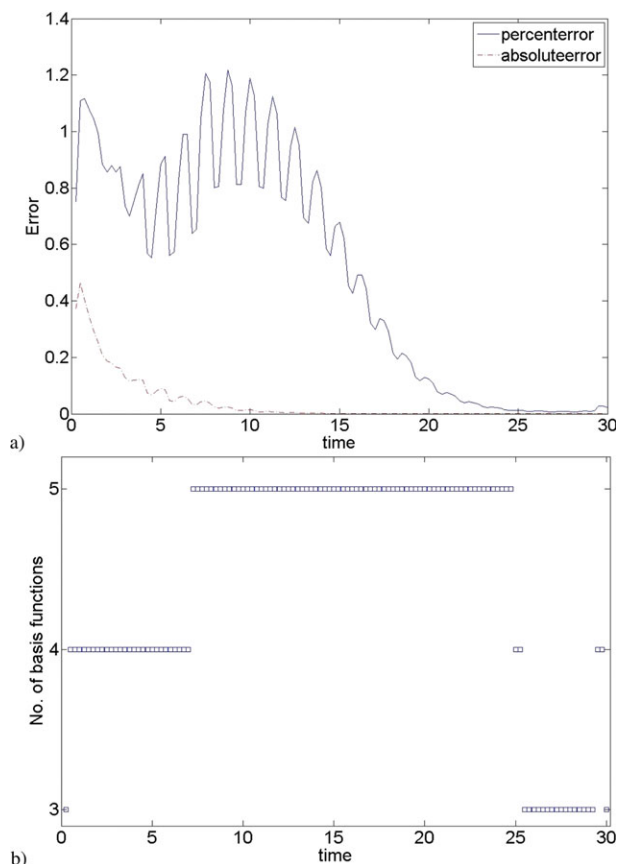 1.4
percenterror
absoluteerror
1.2
1
0.8
0.6
0.4
0.2
0
Error
0 5 10 15 20 25 30
time
a)
5
4
3
No. of basis functions
0 5 10 15 20 25 30
time
b)